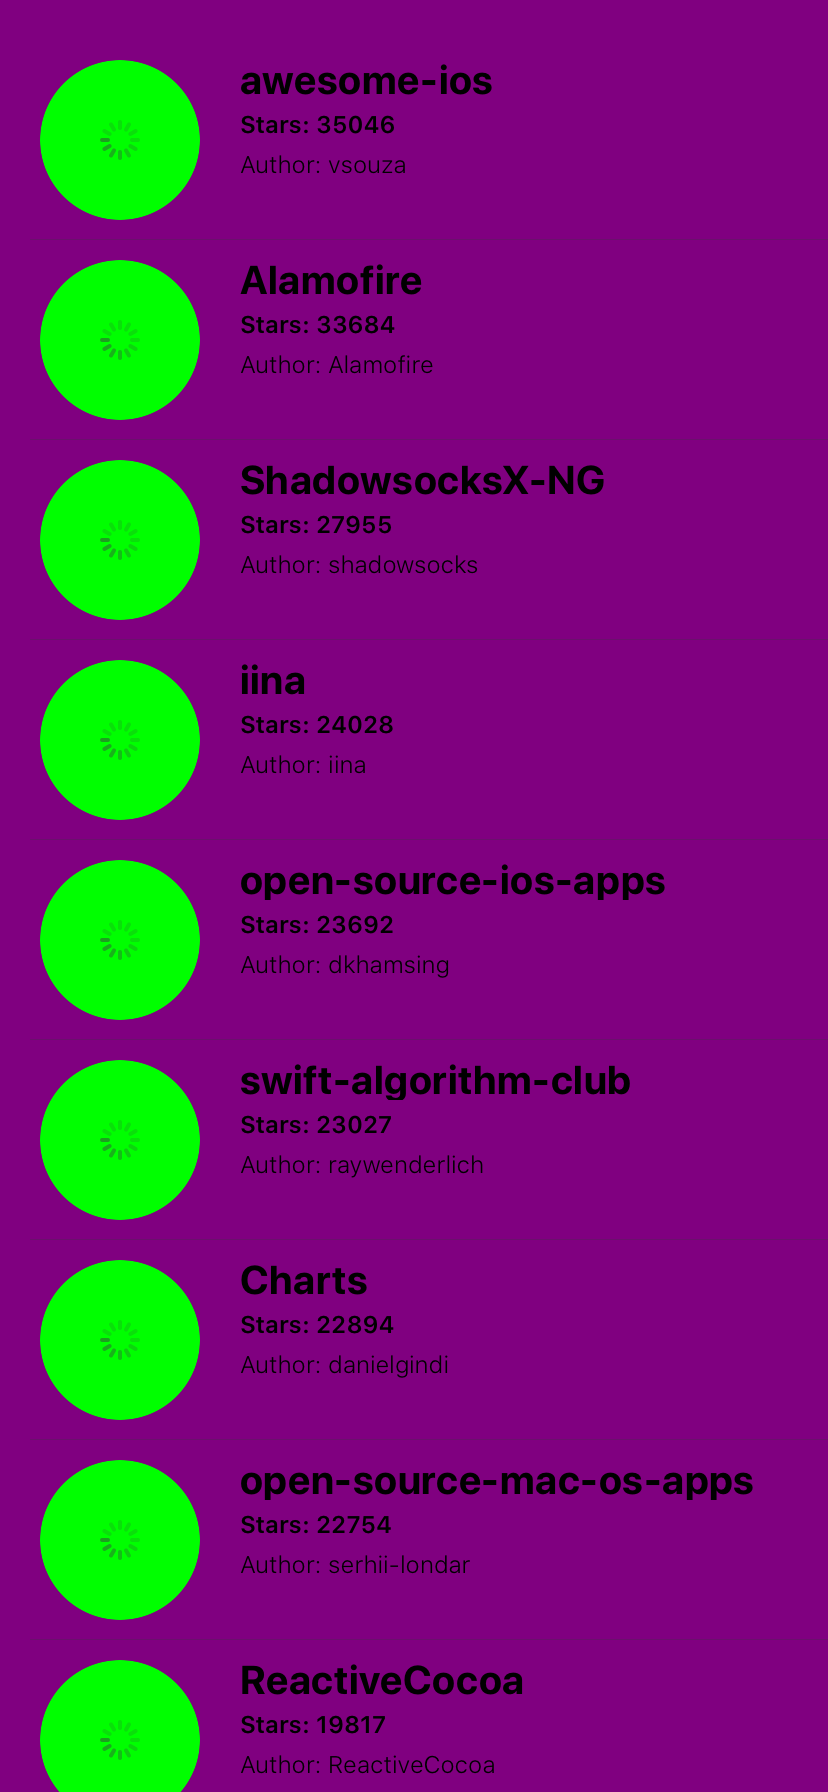 awesome-ios
Stars: 35046
Author: vsouza
Alamofire
Stars: 33684
Author: Alamofire
ShadowsocksX-NG
Stars: 27955
Author: shadowsocks
iina
Stars: 24028
Author: iina
open-source-ios-apps
Stars: 23692
Author: dkhamsing
swift-algorithm-club
Stars: 23027
Author: raywenderlich
Charts
Stars: 22894
Author: danielgindi
open-source-mac-os-apps
Stars: 22754
Author: serhii-londar
ReactiveCocoa
Stars: 19817
Author: ReactiveCocoa